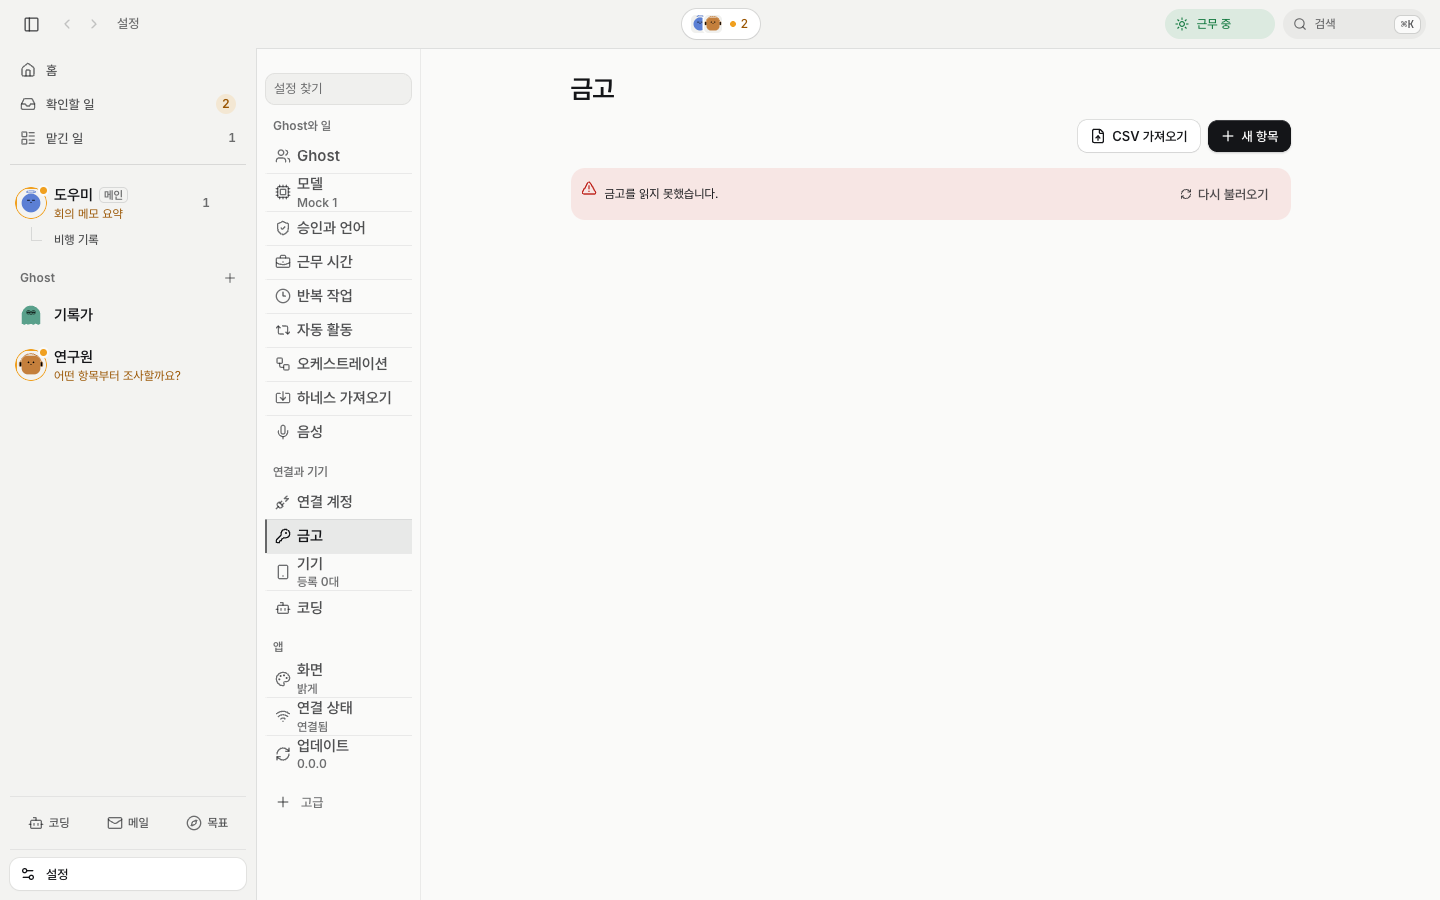 설정
2
근무 중
검색
⌘K
홈
확인할 일
2
맡긴 일
1
도우미
메인
회의 메모 요약
1
비행 기록
Ghost
기록가
연구원
어떤 항목부터 조사할까요?
코딩
메일
목표
설정
설정 찾기
Ghost와 일
Ghost
모델
Mock 1
승인과 언어
근무 시간
반복 작업
자동 활동
오케스트레이션
하네스 가져오기
음성
연결과 기기
연결 계정
금고
기기
등록 0대
코딩
앱
화면
밝게
연결 상태
연결됨
업데이트
0.0.0
고급
금고
CSV 가져오기
새 항목
금고를 읽지 못했습니다.
다시 불러오기